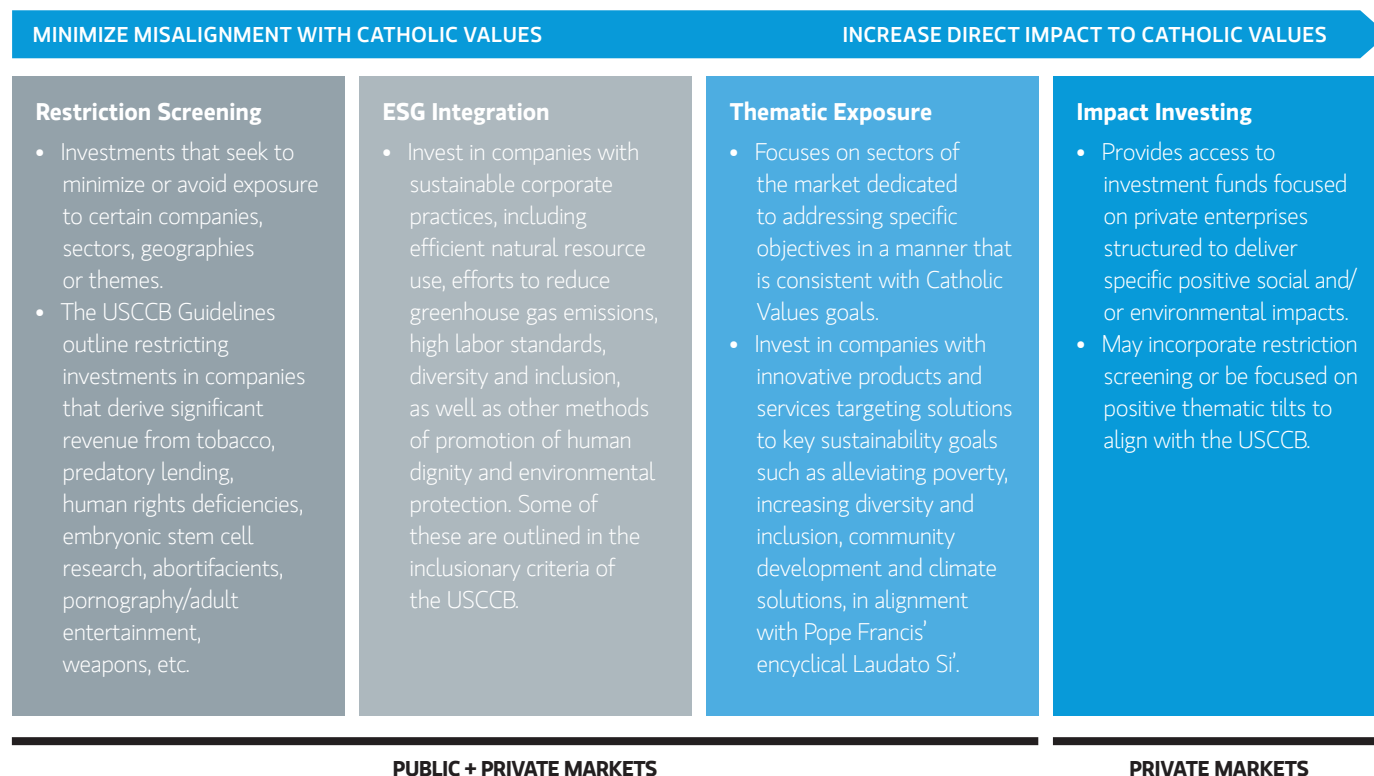 MINIMIZE MISALIGNMENT WITH CATHOLIC VALUES
INCREASE DIRECT IMPACT TO CATHOLIC VALUES
Restriction Screening
• Investments that seek to
minimize or avoid exposure
to certain companies,
sectors, geographies
or themes.
• The USCCB Guidelines
outline restricting
investments in companies
that derive significant
revenue from tobacco,
predatory lending,
human rights deficiencies,
embryonic stem cell
research, abortifacients,
pornography/adult
entertainment,
weapons, etc.
ESG Integration
• Invest in companies with
sustainable corporate
practices, including
efficient natural resource
use, efforts to reduce
greenhouse gas emissions,
high labor standards,
diversity and inclusion,
as well as other methods
of promotion of human
dignity and environmental
protection. Some of
these are outlined in the
inclusionary criteria of
the USCCB.
Thematic Exposure
• Focuses on sectors of
the market dedicated
to addressing specific
objectives in a manner that
is consistent with Catholic
Values goals.
• Invest in companies with
innovative products and
services targeting solutions
to key sustainability goals
such as alleviating poverty,
increasing diversity and
inclusion, community
development and climate
solutions, in alignment
with Pope Francis’
encyclical Laudato Si’.
Impact Investing
• Provides access to
investment funds focused
on private enterprises
structured to deliver
specific positive social and/
or environmental impacts.
• May incorporate restriction
screening or be focused on
positive thematic tilts to
align with the USCCB.
PUBLIC + PRIVATE MARKETS
PRIVATE MARKETS